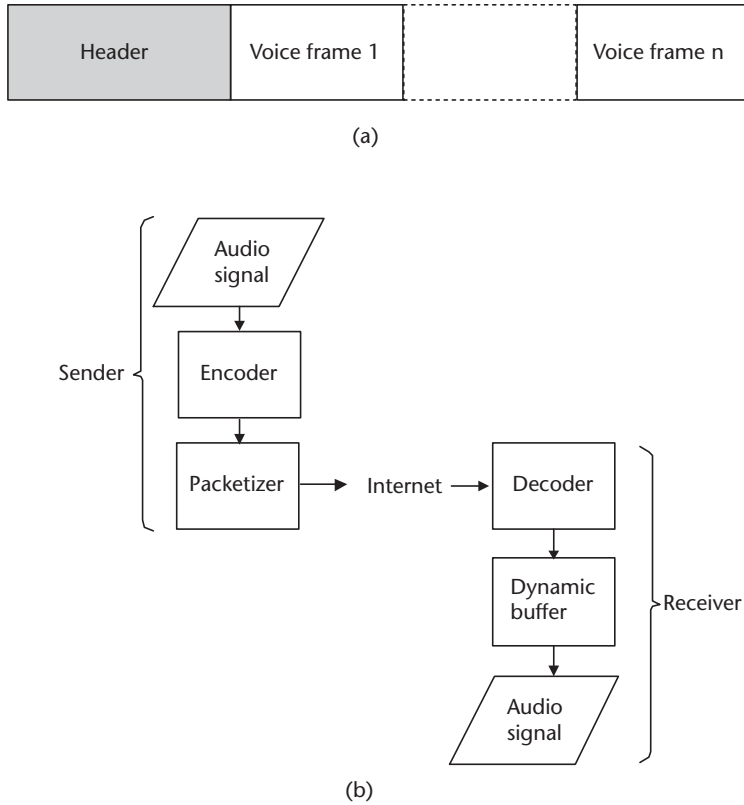 Header
Voice frame 1
Voice frame n
(a)
Audio
signal
Sender
Encoder
Packetizer
Internet
Decoder
Dynamic
buffer
Receiver
Audio
signal
(b)